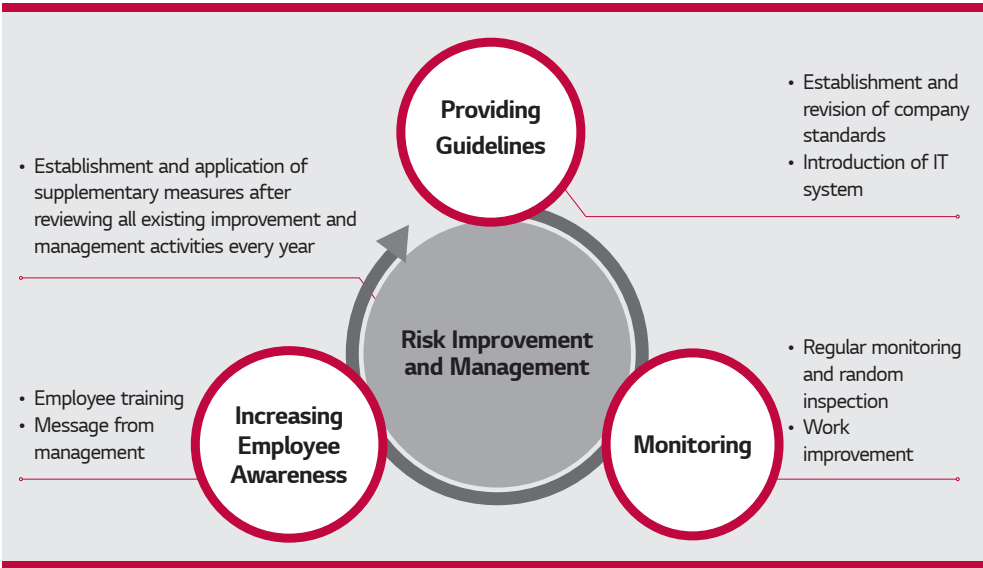 Providing
Guidelines
• Establishment and
revision of company
standards
• Introduction of IT
system
• Establishment and application of
supplementary measures after
reviewing all existing improvement and
management activities every year
Risk Improvement
and Management
• Employee training
• Message from
management
Increasing
Employee
Awareness
Monitoring
• Regular monitoring
and random
inspection
• Work
improvement